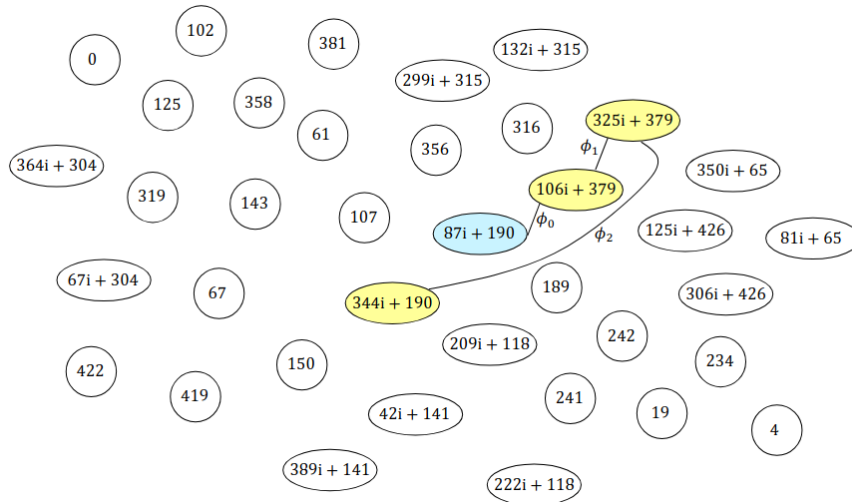 102
0
381
132i + 315
299i + 315
125
358
61
316
325i + 379
356
ϕ1
364i + 304
350i + 65
319
143
106i + 379
107
ϕ0
87i + 190
ϕ2
125i + 426
81i + 65
67i + 304
67
189
306i + 426
344i + 190
209i + 118
242
234
422
150
419
42i + 141
241
19
4
389i + 141
222i + 118